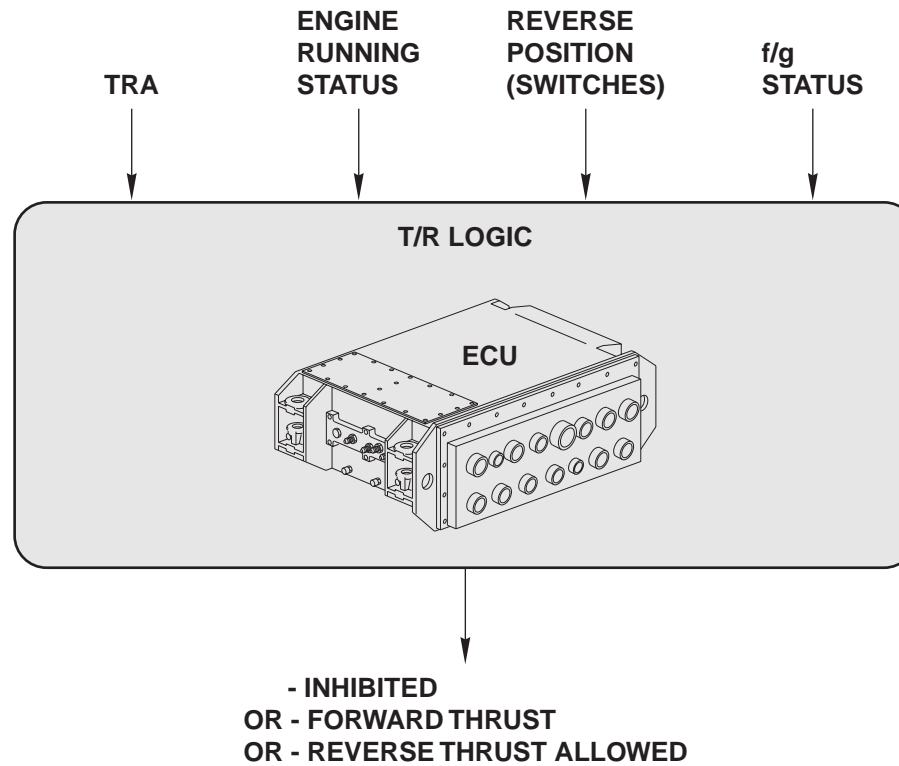 TRA
ENGINE
RUNNING
STATUS
REVERSE
POSITION
(SWITCHES)
f/g
STATUS
T/R LOGIC
ECU
- INHIBITED
OR - FORWARD THRUST
OR - REVERSE THRUST ALLOWED